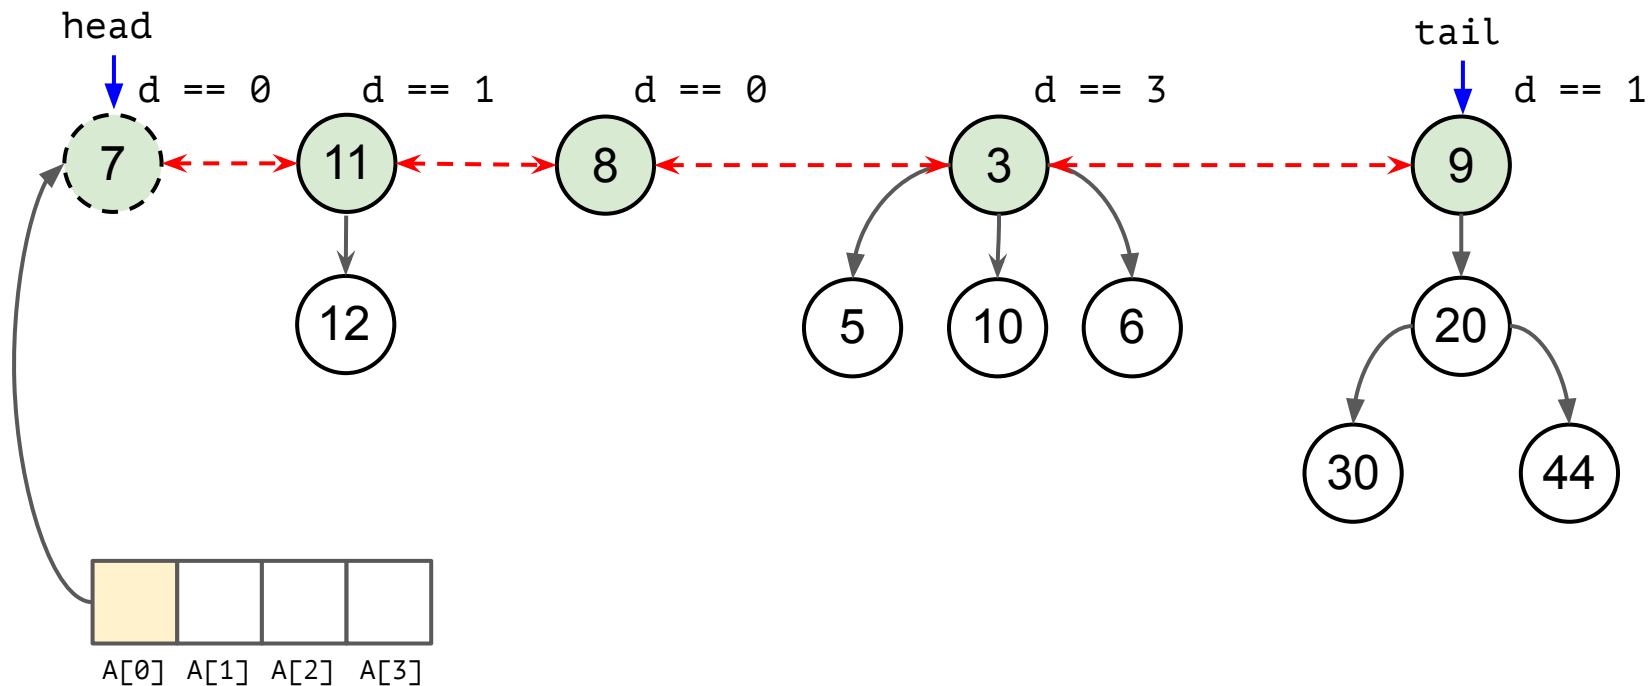 head
tail
d == 0
d == 1
d == 0
d == 3
d == 1
7
11
8
3
9
12
5
10
6
20
30
44
A[0] A[1] A[2] A[3]